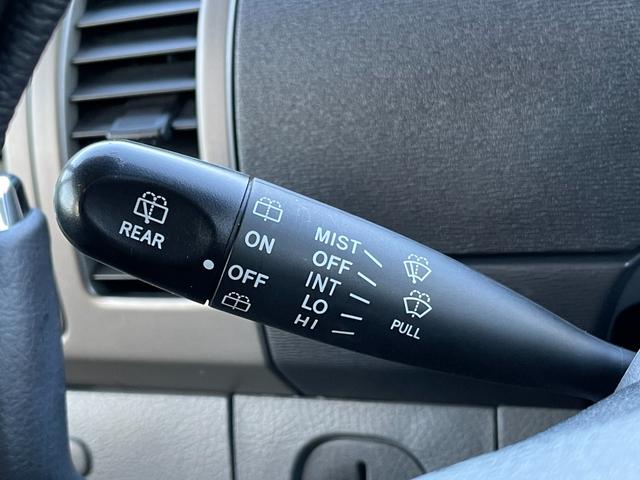 REAR
ON
OFF
MIST
OFF
INT
LO
HI
PULL